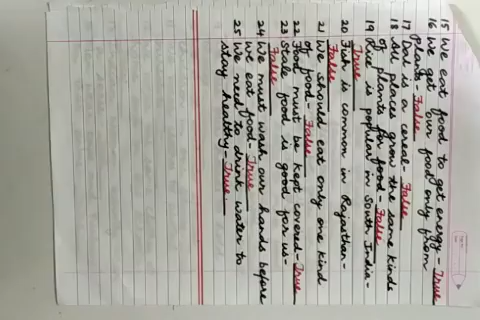 15 We eat food to get energy - True
16 We get our food only from
plants - False
17 Dal is a cereal - False
18 All places grow the same kinds
of plants for food - False
19 Rice is popular in South India -
True
20 Fish is common in Rajasthan -
False
21 We should eat only one kind
of food - False
22 Food must be kept covered - True
23 Stale food is good for us -
False
24 We must wash our hands before
we eat food - True
25 We need to drink water to
stay healthy - True